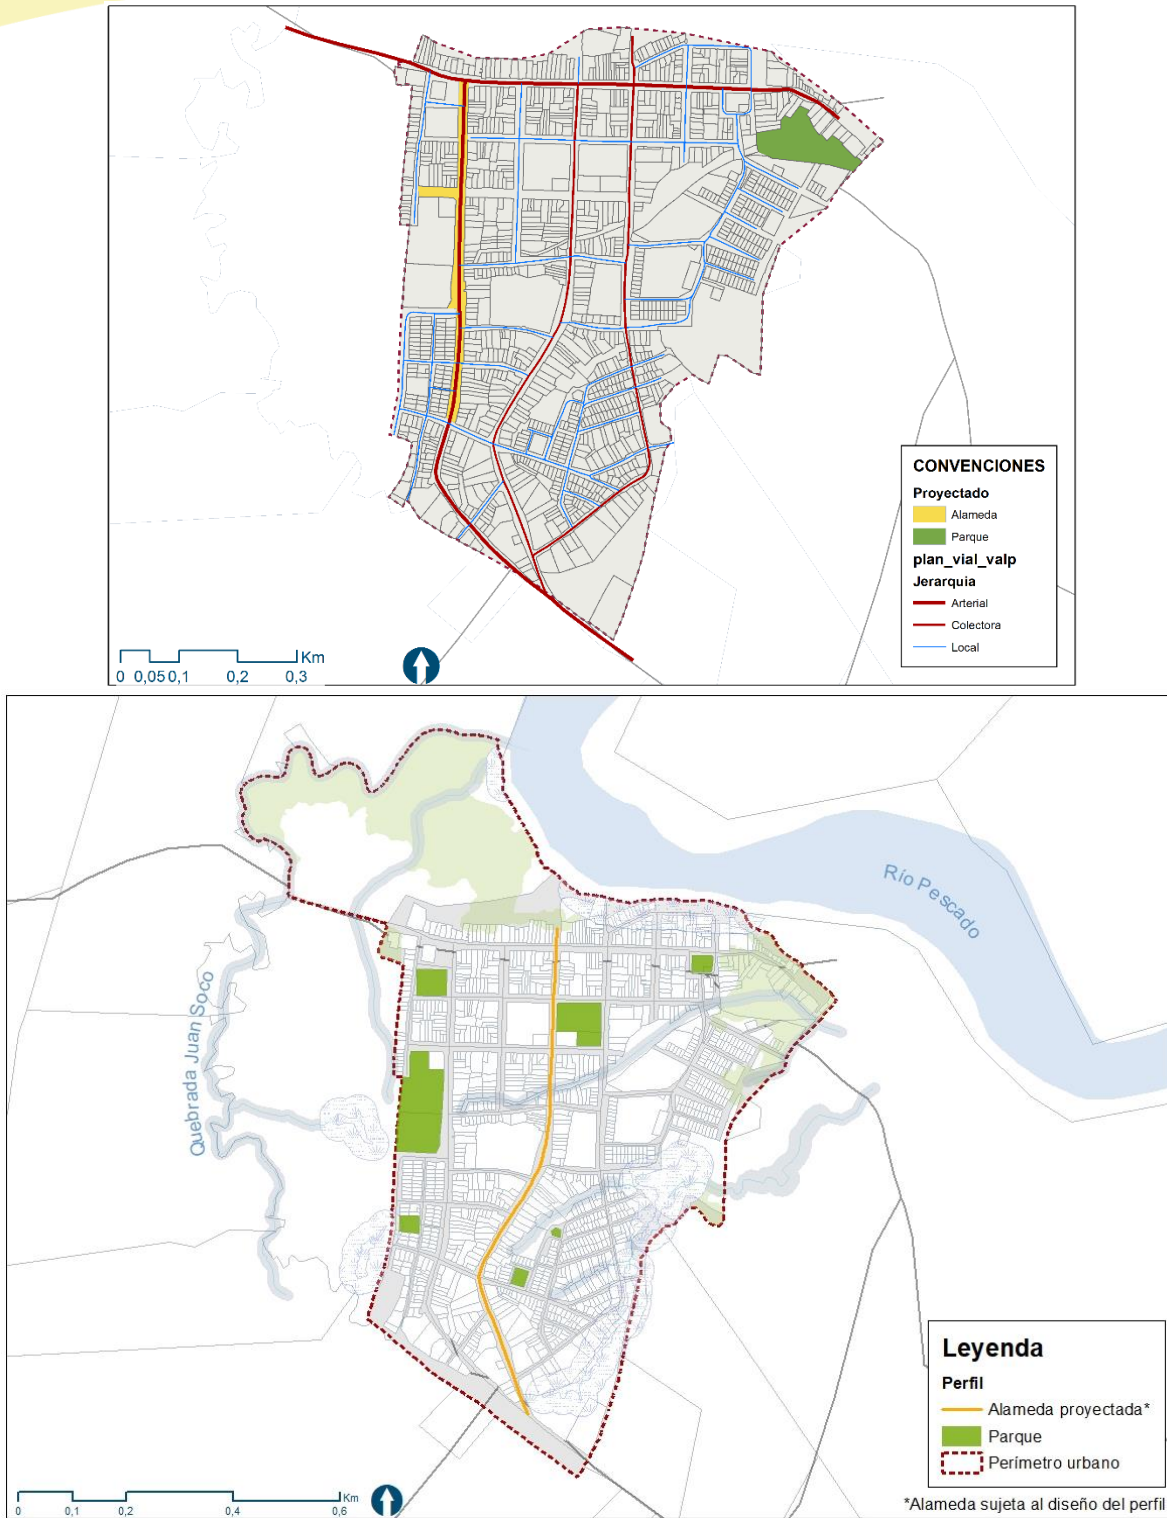 CONVENCIONES
Proyectado
Alameda
Parque
plan_vial_valp
Jerarquia
Arterial
Colectora
Local
Km
0 0,05 0,1 0,2 0,3
Río Pescado
Quebrada Juan Soco
Leyenda
Perfil
Alameda proyectada*
Parque
Perímetro urbano
Km
0 0,1 0,2 0,4 0,6
*Alameda sujeta al diseño del perfil